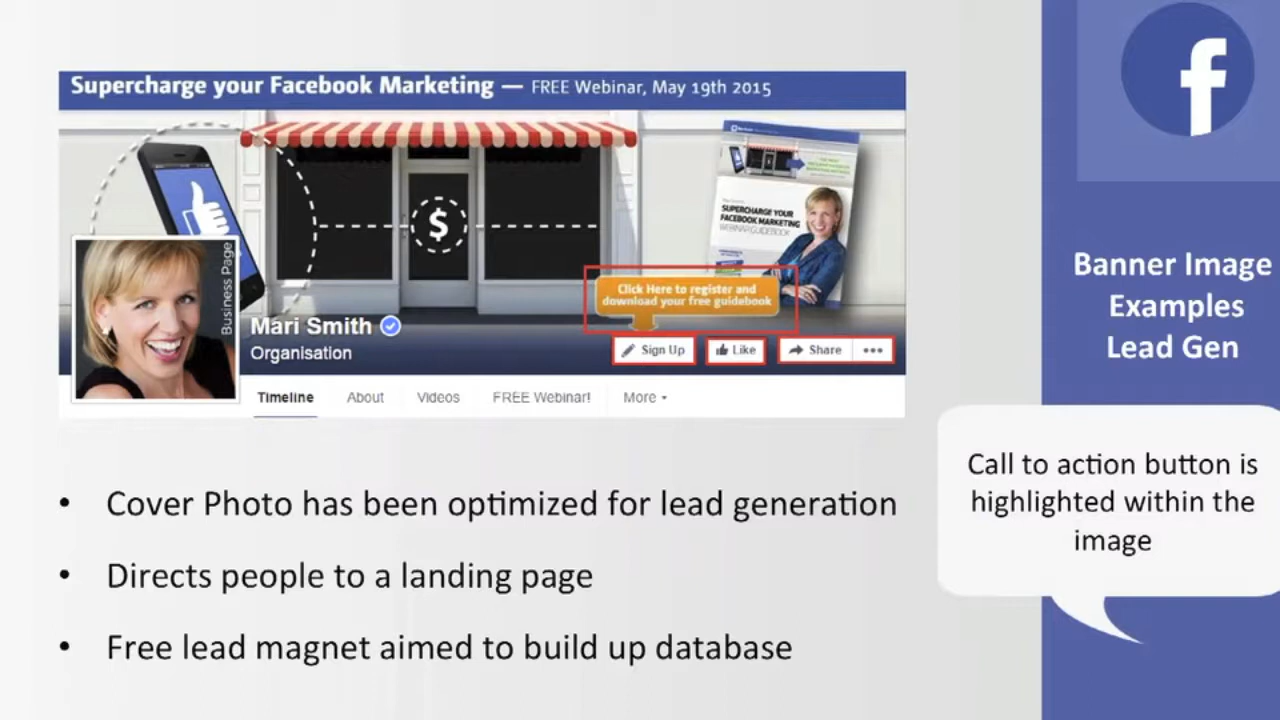 Supercharge your Facebook Marketing — FREE Webinar, May 19th 2015
$
SUPERCHARGE YOUR
FACEBOOK MARKETING
WEBINAR GUIDEBOOK
Business Page
Click Here to register and
download your free guidebook
Mari Smith
Organisation
Sign Up
Like
Share
•••
Timeline
About
Videos
FREE Webinar!
More
f
Banner Image
Examples
Lead Gen
Call to action button is
highlighted within the
image
• Cover Photo has been optimized for lead generation
• Directs people to a landing page
• Free lead magnet aimed to build up database